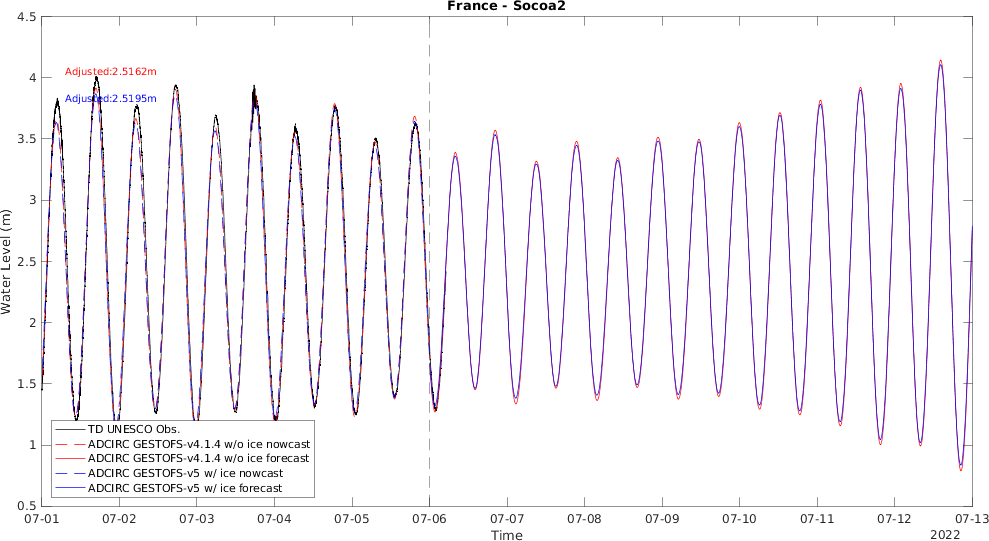 France - Socoa2
4.5
4
3.5
3
2.5
2
1.5
1
0.5
Water Level (m)
Adjusted:2.5162m
Adjusted:2.5195m
TD UNESCO Obs.
ADCIRC GESTOFS-v4.1.4 w/o ice nowcast
ADCIRC GESTOFS-v4.1.4 w/o ice forecast
ADCIRC GESTOFS-v5 w/ ice nowcast
ADCIRC GESTOFS-v5 w/ ice forecast
07-01 07-02 07-03 07-04 07-05 07-06 07-07 07-08 07-09 07-10 07-11 07-12 07-13
Time
2022